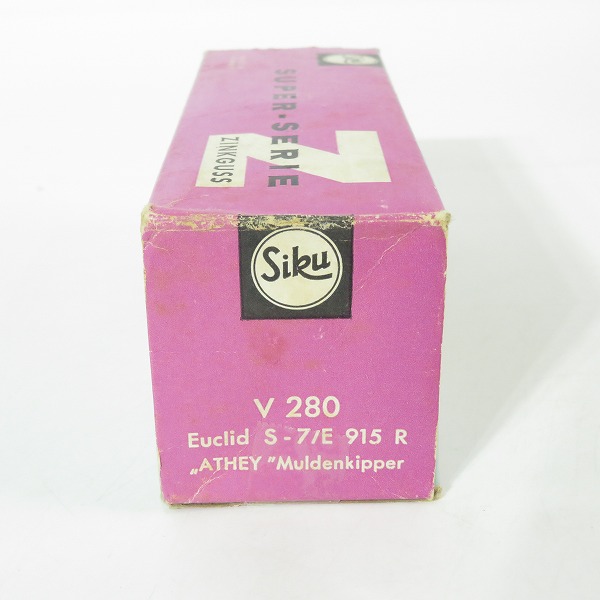 SUPER-SERIE
Z
ZINKGUSS
Siku
V 280
Euclid S-7/E 915 R
„ATHEY ”Muldenkipper